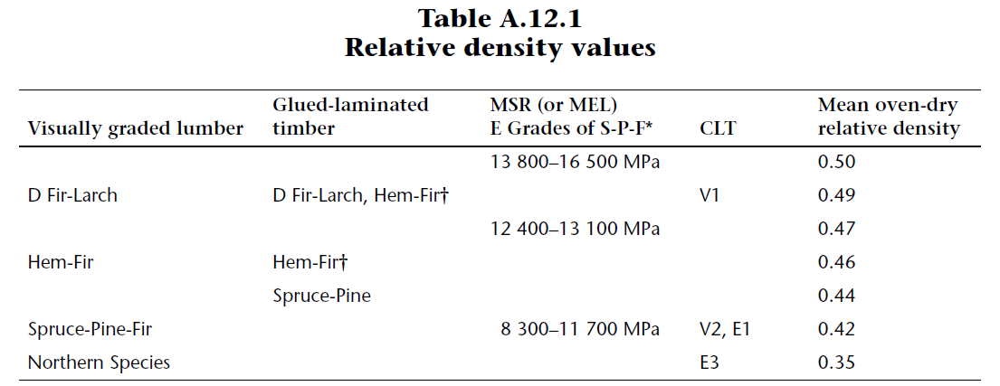 Table A.12.1
Relative density values
Visually graded lumber Glued-laminated timber MSR (or MEL) E Grades of S-P-F* CLT Mean oven-dry relative density
13 800–16 500 MPa 0.50
D Fir-Larch D Fir-Larch, Hem-Fir† V1 0.49
12 400–13 100 MPa 0.47
Hem-Fir Hem-Fir† 0.46
Spruce-Pine 0.44
Spruce-Pine-Fir 8 300–11 700 MPa V2, E1 0.42
Northern Species E3 0.35